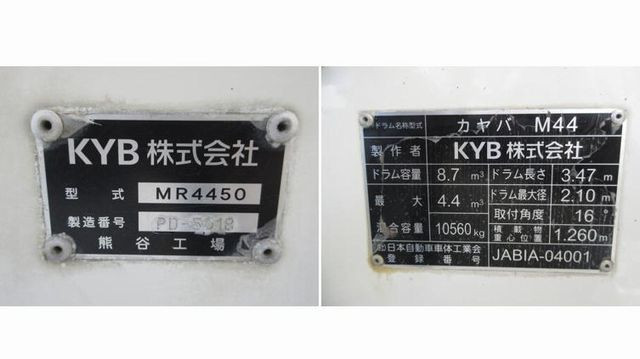 KYB 株式会社
型式 MR4450
製造番号
熊谷工場
ドラム名称型式 カヤバ M44
製作者 KYB 株式会社
ドラム容量 8.7 m³ ドラム長さ 3.47 m
最大 4.4 m³ ドラム最大径 2.10 m
混合容量 10560 kg 取付角度 16°
積載物重心位置 1.260 m
日本自動車車体工業会
登録番号 JABIA-04001